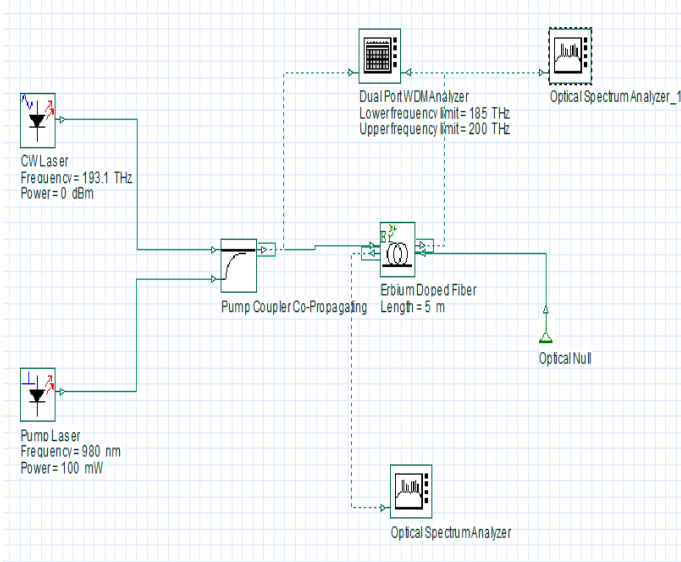 Dual Port WDM Analyzer
Lower frequency limit = 185 THz
Upper frequency limit = 200 THz
Optical Spectrum Analyzer_1
CW Laser
Frequency = 193.1 THz
Power = 0 dBm
Er 3+
Pump Coupler Co-Propagating
Erbium Doped Fiber
Length = 5 m
Optical Null
Pump Laser
Frequency = 980 nm
Power = 100 mW
Optical Spectrum Analyzer